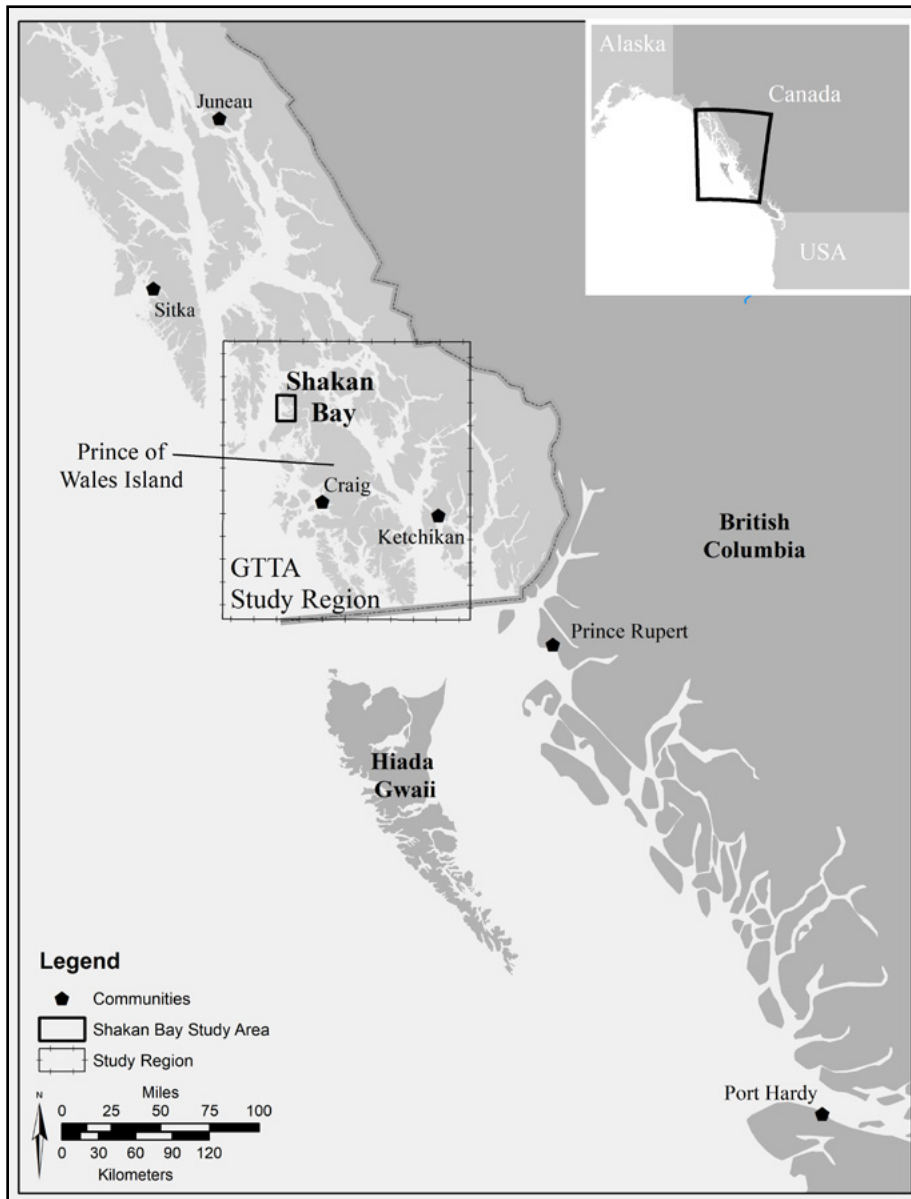 Alaska
Canada
USA
Juneau
Sitka
Shakan
Bay
Prince of
Wales Island
Craig
Ketchikan
GTTA
Study Region
British
Columbia
Prince Rupert
Hiada
Gwaii
Port Hardy
Legend
Communities
Shakan Bay Study Area
Study Region
N
Miles
0 25 50 75 100
0 30 60 90 120
Kilometers